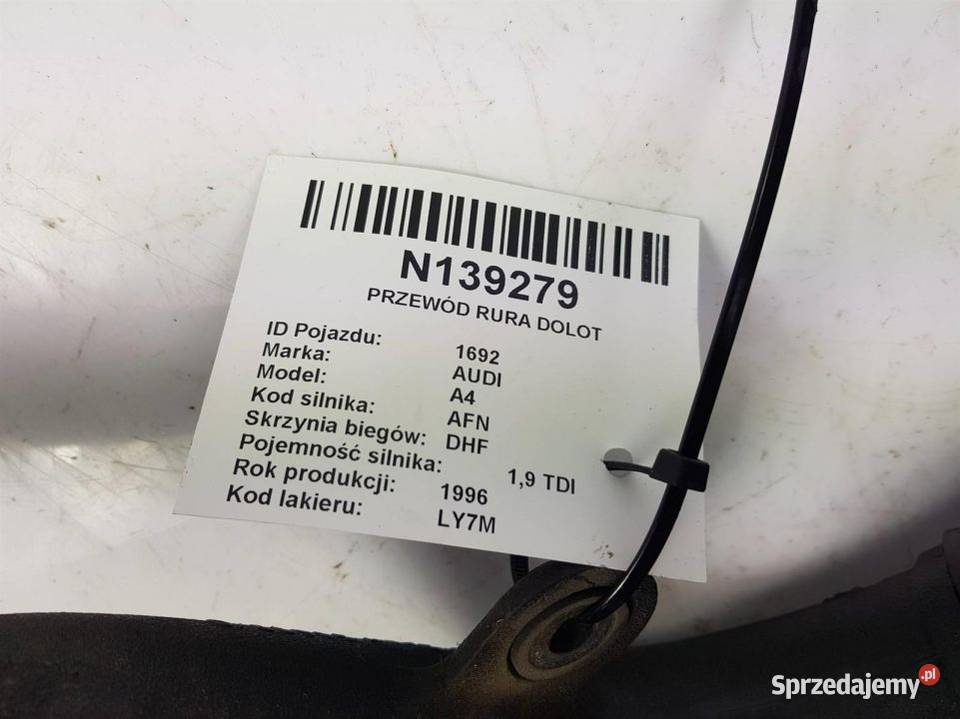 N139279
PRZEWÓD RURA DOLOT
ID Pojazdu: 1692
Marka: AUDI
Model: A4
Kod silnika: AFN
Skrzynia biegów: DHF
Pojemność silnika: 1,9 TDI
Rok produkcji: 1996
Kod lakieru: LY7M
Sprzedajemy.pl